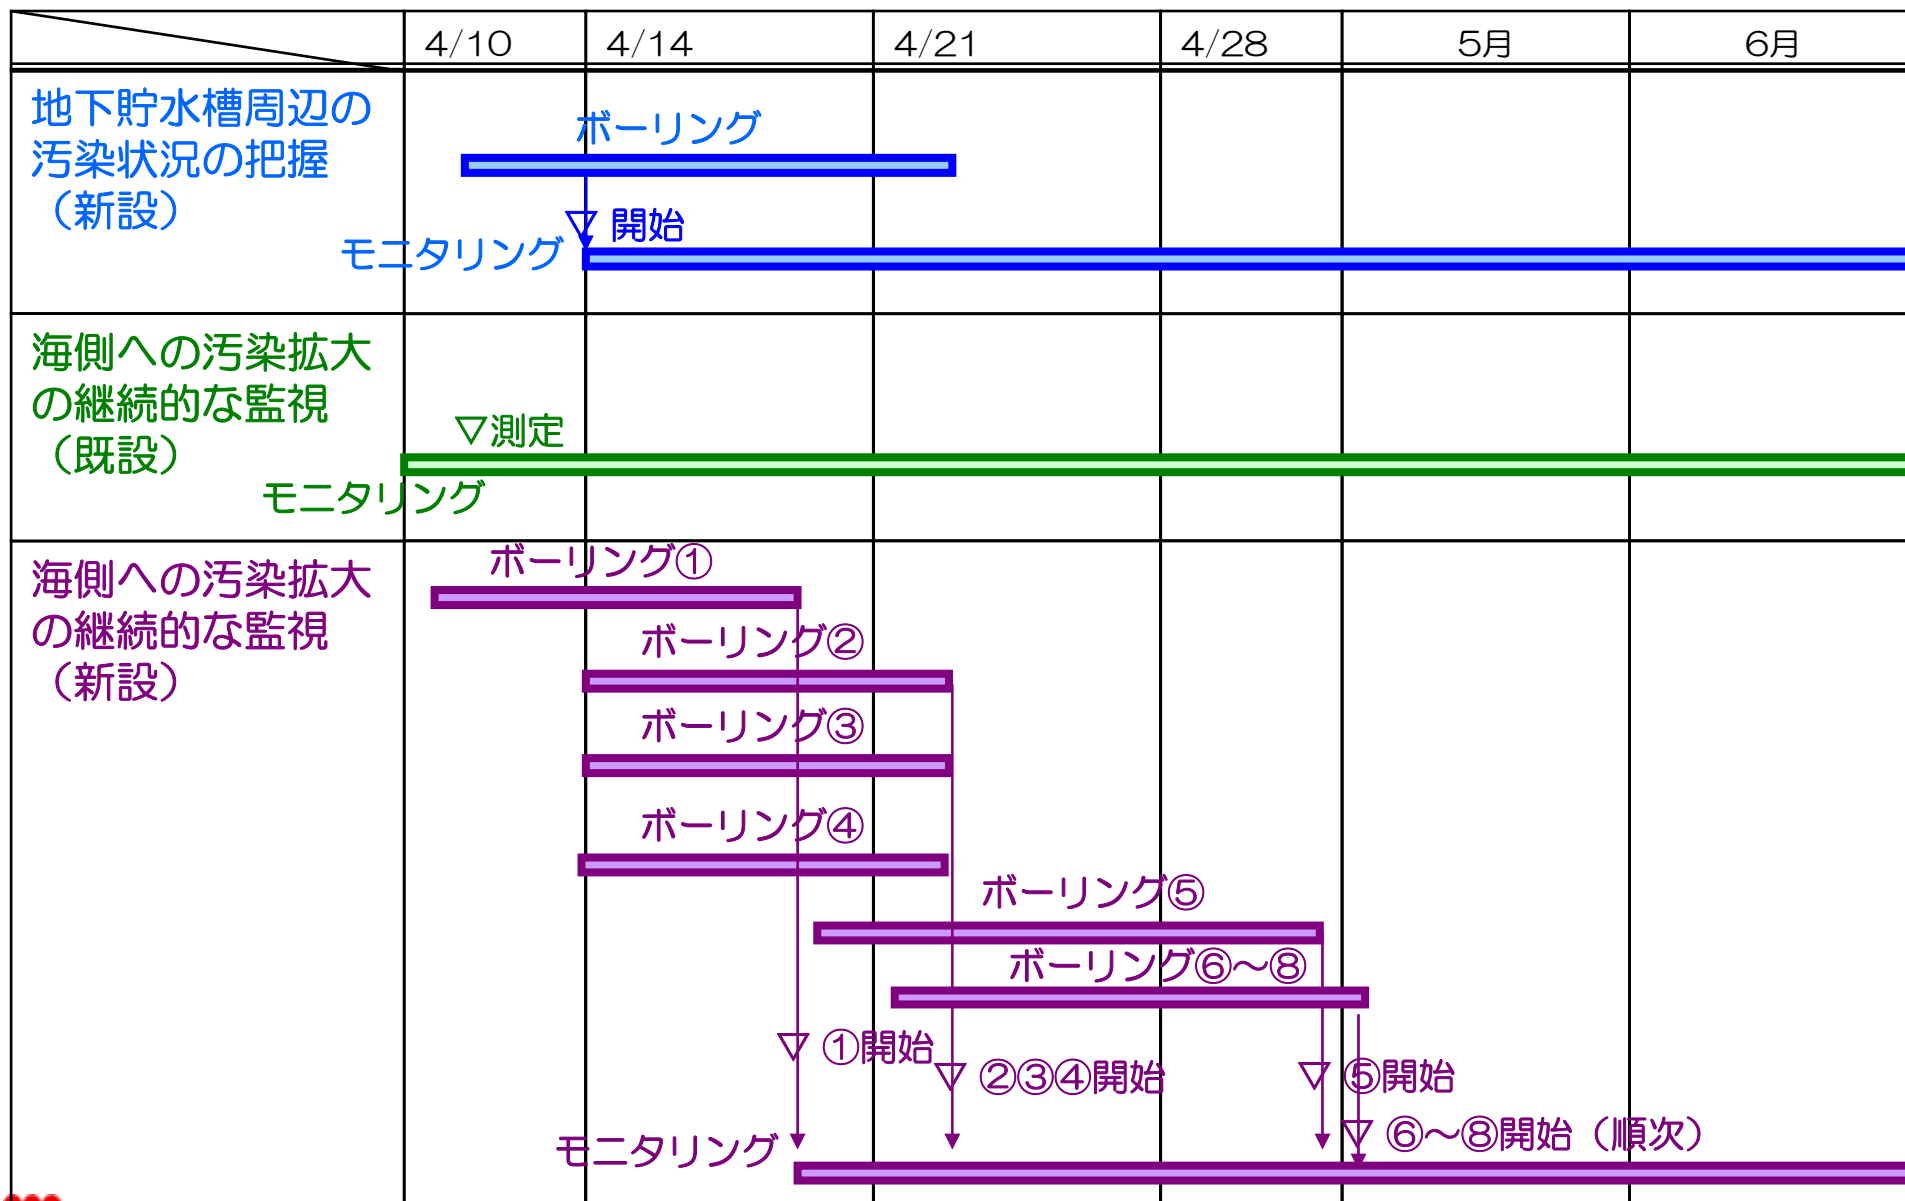 4/10 4/14 4/21 4/28 5月 6月
地下貯水槽周辺の
汚染状況の把握
（新設）
ボーリング
▽開始
モニタリング
海側への汚染拡大
の継続的な監視
（既設）
▽測定
モニタリング
海側への汚染拡大
の継続的な監視
（新設）
ボーリング①
ボーリング②
ボーリング③
ボーリング④
ボーリング⑤
ボーリング⑥～⑧
▽①開始
▽②③④開始
▽⑤開始
▽⑥～⑧開始（順次）
モニタリング